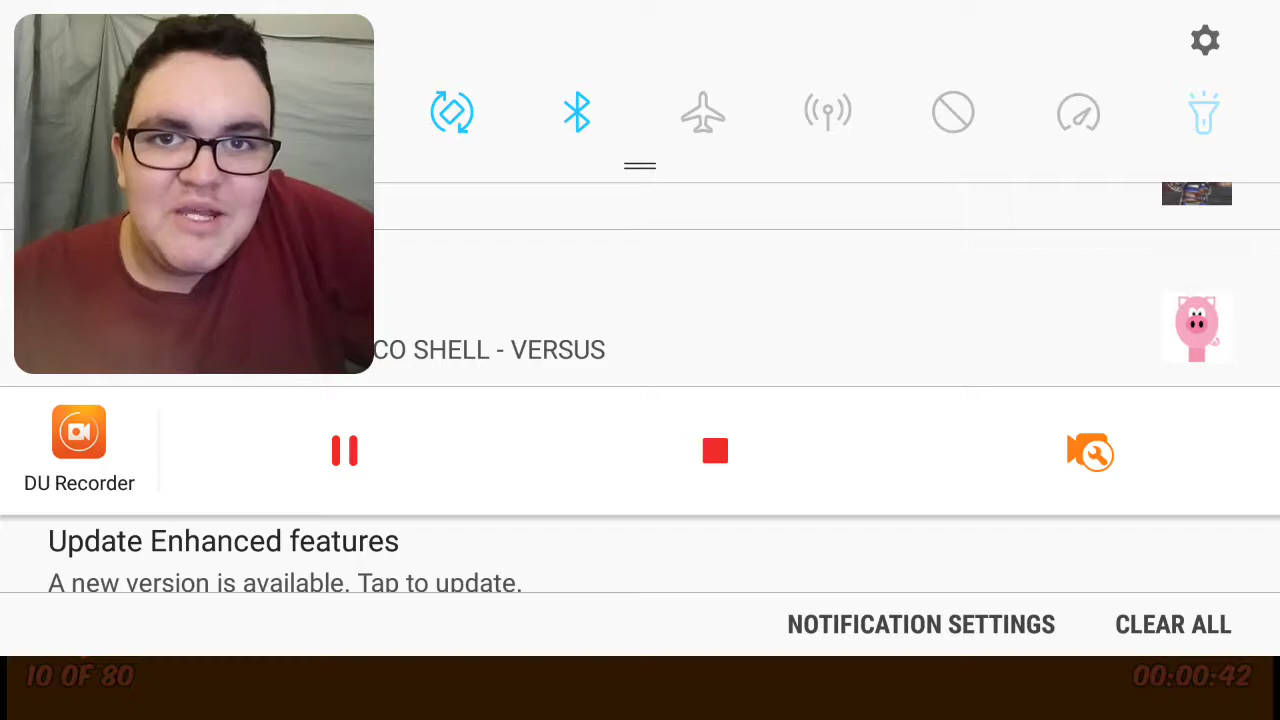 CO SHELL - VERSUS
DU Recorder
Update Enhanced features
A new version is available. Tap to update.
NOTIFICATION SETTINGS
CLEAR ALL
10 OF 80
00:00:42